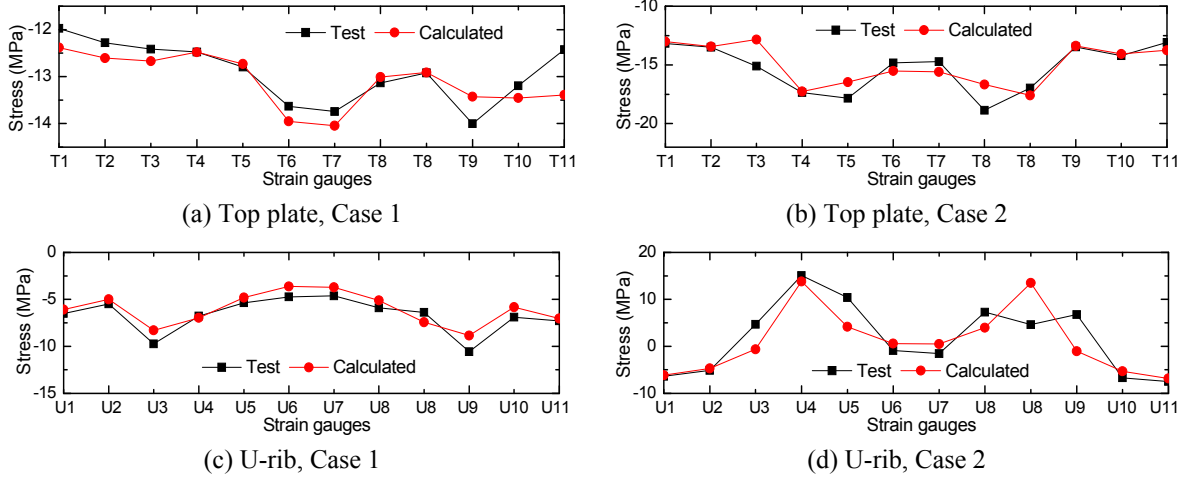 -12
-13
-14
Stress (MPa)
Test Calculated
T1 T2 T3 T4 T5 T6 T7 T8 T8 T9 T10 T11
Strain gauges
(a) Top plate, Case 1
-10
-15
-20
Stress (MPa)
Test Calculated
T1 T2 T3 T4 T5 T6 T7 T8 T8 T9 T10 T11
Strain gauges
(b) Top plate, Case 2
0
-5
-10
-15
Stress (MPa)
Test Calculated
U1 U2 U3 U4 U5 U6 U7 U8 U8 U9 U10 U11
Strain gauges
(c) U-rib, Case 1
20
10
0
-10
Stress (MPa)
Test Calculated
U1 U2 U3 U4 U5 U6 U7 U8 U8 U9 U10 U11
Strain gauges
(d) U-rib, Case 2